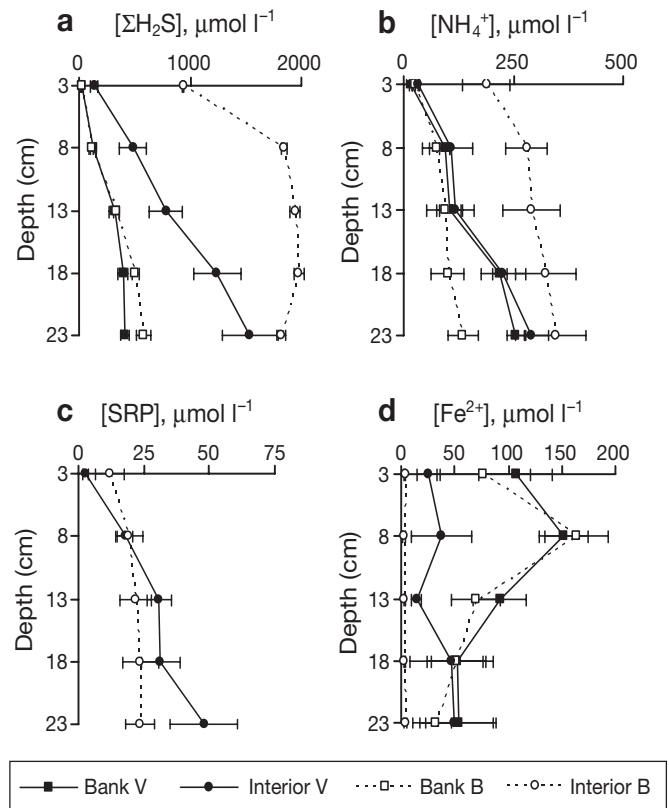 a [ΣH₂S], μmol l⁻¹
0 1000 2000
Depth (cm)
3
8
13
18
23
b [NH₄⁺], μmol l⁻¹
0 250 500
Depth (cm)
3
8
13
18
23
c [SRP], μmol l⁻¹
0 25 50 75
Depth (cm)
3
8
13
18
23
d [Fe²⁺], μmol l⁻¹
0 50 100 150 200
Depth (cm)
3
8
13
18
23
Bank V Interior V Bank B Interior B